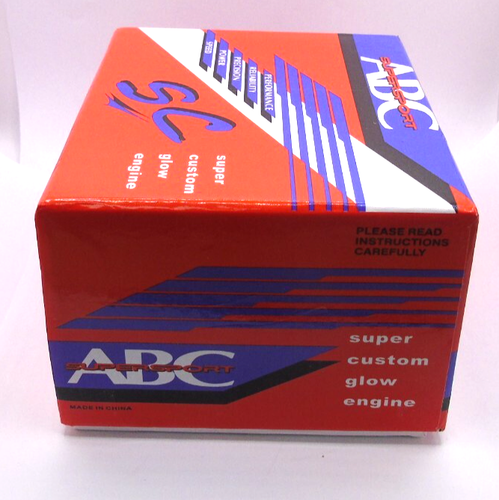 ABC
SUPERSPORT
SPEED
POWER
PRECISION
RELIABILITY
PERFORMANCE
SC
super
custom
glow
engine
PLEASE READ
INSTRUCTIONS
CAREFULLY
ABC
SUPERSPORT
super
custom
glow
engine
MADE IN CHINA